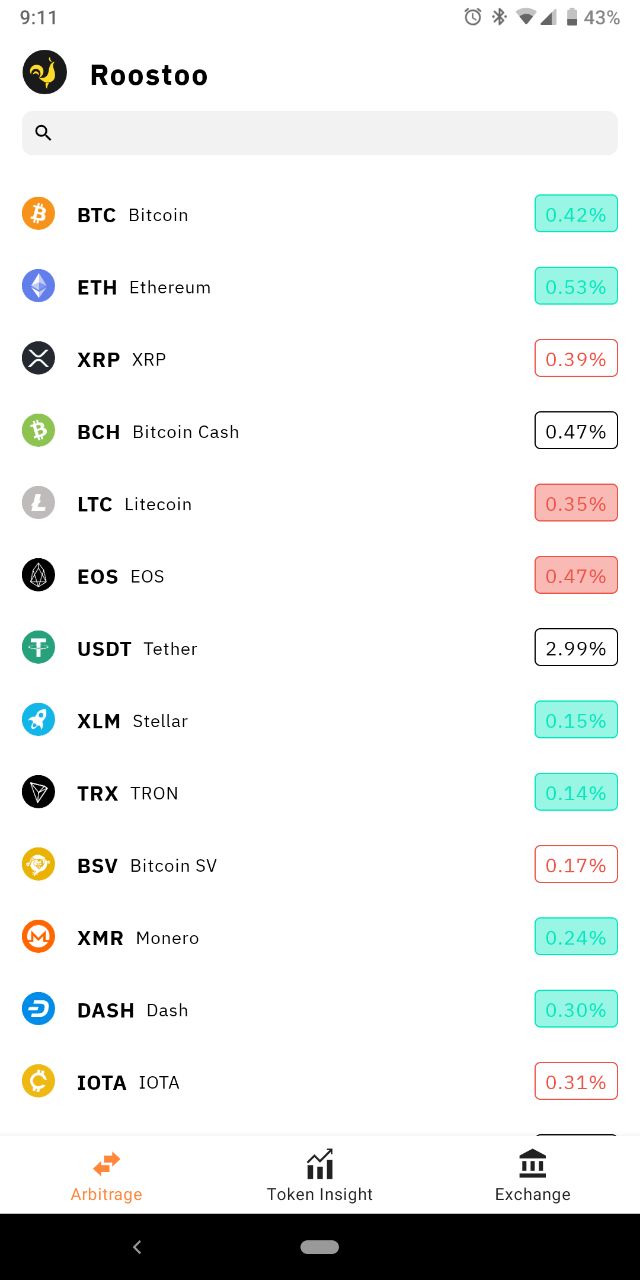 9:11 43%
Roostoo
BTC Bitcoin 0.42%
ETH Ethereum 0.53%
XRP XRP 0.39%
BCH Bitcoin Cash 0.47%
LTC Litecoin 0.35%
EOS EOS 0.47%
USDT Tether 2.99%
XLM Stellar 0.15%
TRX TRON 0.14%
BSV Bitcoin SV 0.17%
XMR Monero 0.24%
DASH Dash 0.30%
IOTA IOTA 0.31%
Arbitrage Token Insight Exchange